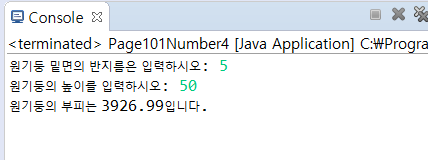 Console
<terminated> Page101Number4 [Java Application] C:₩Progra
원기둥 밑면의 반지름은 입력하시오: 5
원기둥의 높이를 입력하시오: 50
원기둥의 부피는 3926.99입니다.